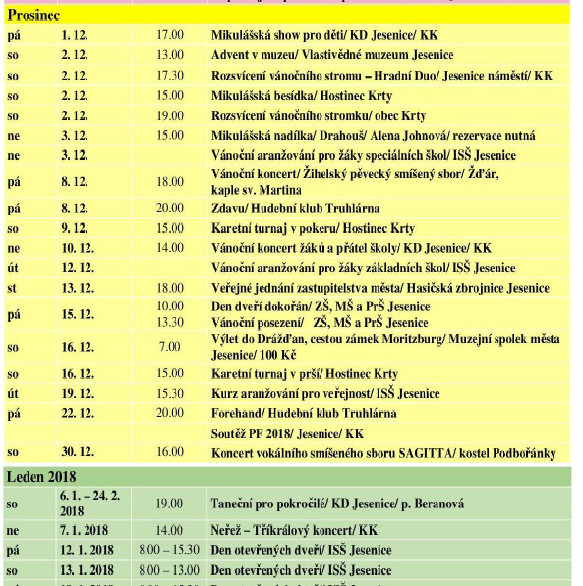 Prosinec
pá 1. 12. 17.00 Mikulášská show pro děti/ KD Jesenice/ KK
so 2. 12. 13.00 Advent v muzeu/ Vlastivědné muzeum Jesenice
so 2. 12. 17.30 Rozsvícení vánočního stromu – Hradní Duo/ Jesenice náměstí/ KK
so 2. 12. 15.00 Mikulášská besídka/ Hostinec Krty
so 2. 12. 19.00 Rozsvícení vánočního stromku/ obec Krty
ne 3. 12. 15.00 Mikulášská nadílka/ Drahouš/ Alena Johnová/ rezervace nutná
ne 3. 12. Vánoční aranžování pro žáky speciálních škol/ ISŠ Jesenice
pá 8. 12. 18.00 Vánoční koncert/ Žihelský pěvecký smíšený sbor/ Žďár,
kaple sv. Martina
pá 8. 12. 20.00 Zdavu/ Hudební klub Truhlárna
so 9. 12. 15.00 Karetní turnaj v pokeru/ Hostinec Krty
ne 10. 12. 14.00 Vánoční koncert žáků a přátel školy/ KD Jesenice/ KK
út 12. 12. Vánoční aranžování pro žáky základních škol/ ISŠ Jesenice
st 13. 12. 18.00 Veřejné jednání zastupitelstva města/ Hasičská zbrojnice Jesenice
pá 15. 12. 10.00 Den dveří dokořán/ ZŠ, MŠ a PrŠ Jesenice
13.30 Vánoční posezení/ ZŠ, MŠ a PrŠ Jesenice
so 16. 12. 7.00 Výlet do Drážďan, cestou zámek Moritzburg/ Muzejní spolek města
Jesenice/ 100 Kč
so 16. 12. 15.00 Karetní turnaj v prší/ Hostinec Krty
út 19. 12. 15.30 Kurz aranžování pro veřejnost/ ISŠ Jesenice
pá 22. 12. 20.00 Forehand/ Hudební klub Truhlárna
Soutěž PF 2018/ Jesenice/ KK
so 30. 12. 16.00 Koncert vokálního smíšeného sboru SAGITTA/ kostel Podbořánky
Leden 2018
so 6. 1. – 24. 2. 2018 19.00 Taneční pro pokročilé/ KD Jesenice/ p. Beranová
ne 7. 1. 2018 14.00 Neřež – Tříkrálový koncert/ KK
pá 12. 1. 2018 8.00 – 15.30 Den otevřených dveří/ ISŠ Jesenice
so 13. 1. 2018 8.00 – 13.00 Den otevřených dveří/ ISŠ Jesenice